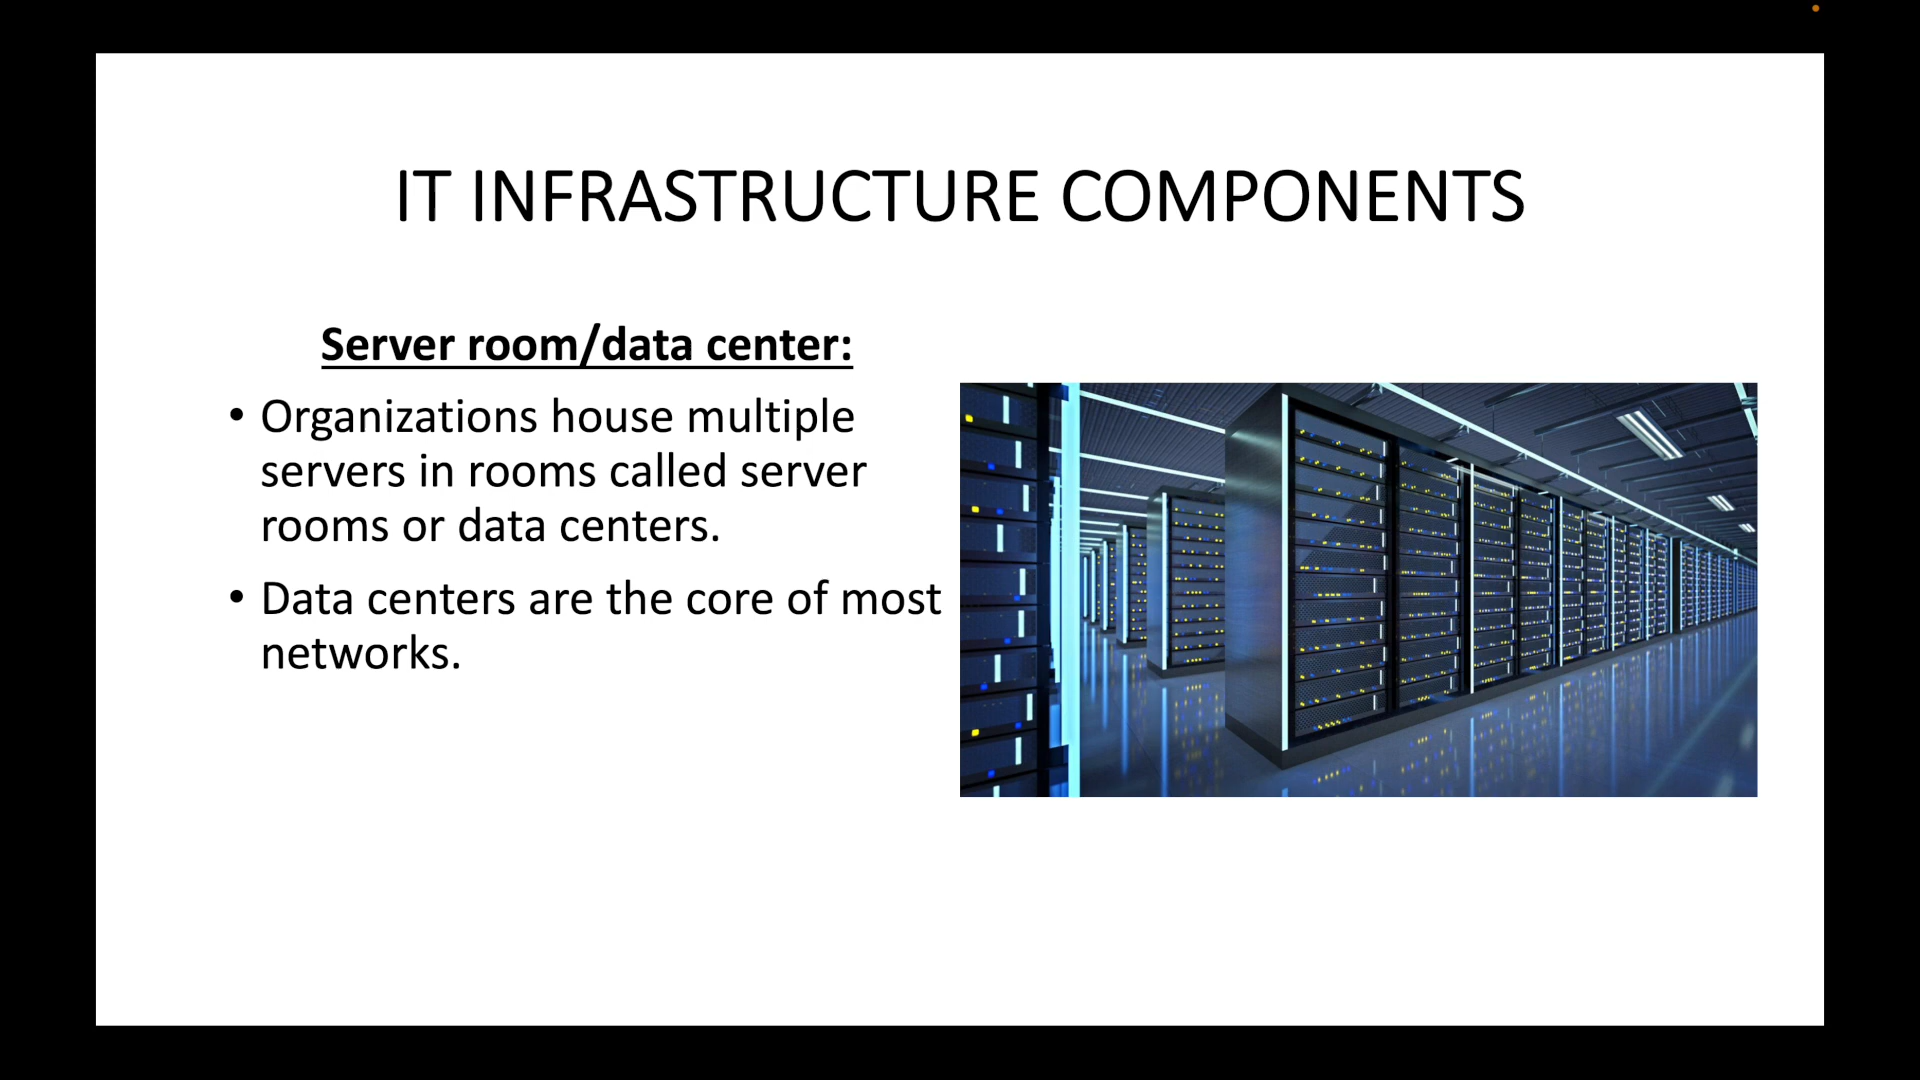 IT INFRASTRUCTURE COMPONENTS
Server room/data center:
• Organizations house multiple
servers in rooms called server
rooms or data centers.
• Data centers are the core of most
networks.